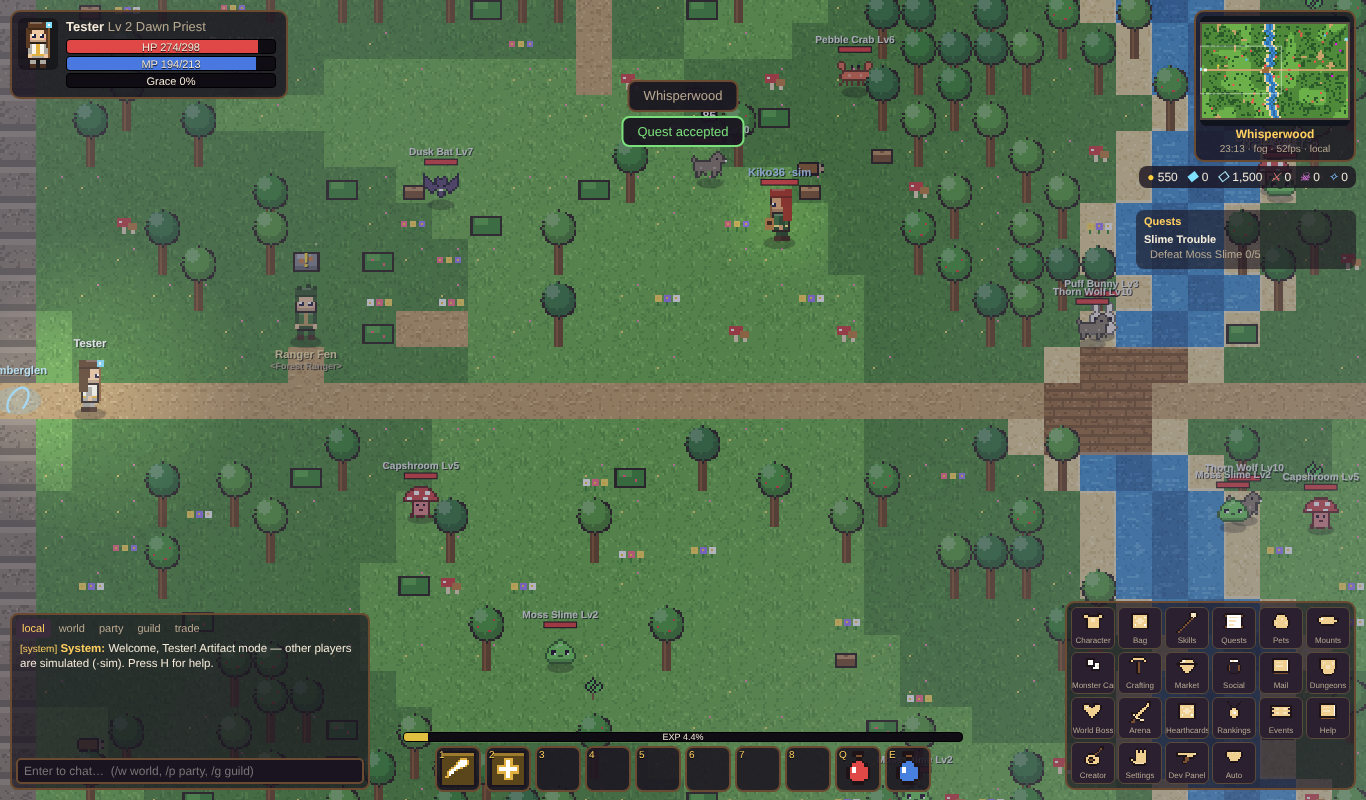 Tester Lv 2 Dawn Priest
HP 274/298
MP 194/213
Grace 0%
Whisperwood
Quest accepted
Pebble Crab Lv6
Whisperwood
23:13 · fog · 52fps · local
550 0 1,500 0 0 0
Quests
Slime Trouble
Defeat Moss Slime 0/5
Dusk Bat Lv7
Kiko36 ·sim
Puff Bunny Lv3
Thorn Wolf Lv10
Tester
Ranger Fen
<Forest Ranger>
mberglen
Capshroom Lv5
Thorn Wolf Lv10
Moss Slime Lv2
Capshroom Lv5
Moss Slime Lv2
local world party guild trade
[system] System: Welcome, Tester! Artifact mode — other players
are simulated (·sim). Press H for help.
Enter to chat… (/w world, /p party, /g guild)
EXP 4.4%
1 2 3 4 5 6 7 8 Q E
Lv2
Character Bag Skills Quests Pets Mounts
Monster Ca Crafting Market Social Mail Dungeons
World Boss Arena Hearthcards Rankings Events Help
Creator Settings Dev Panel Auto